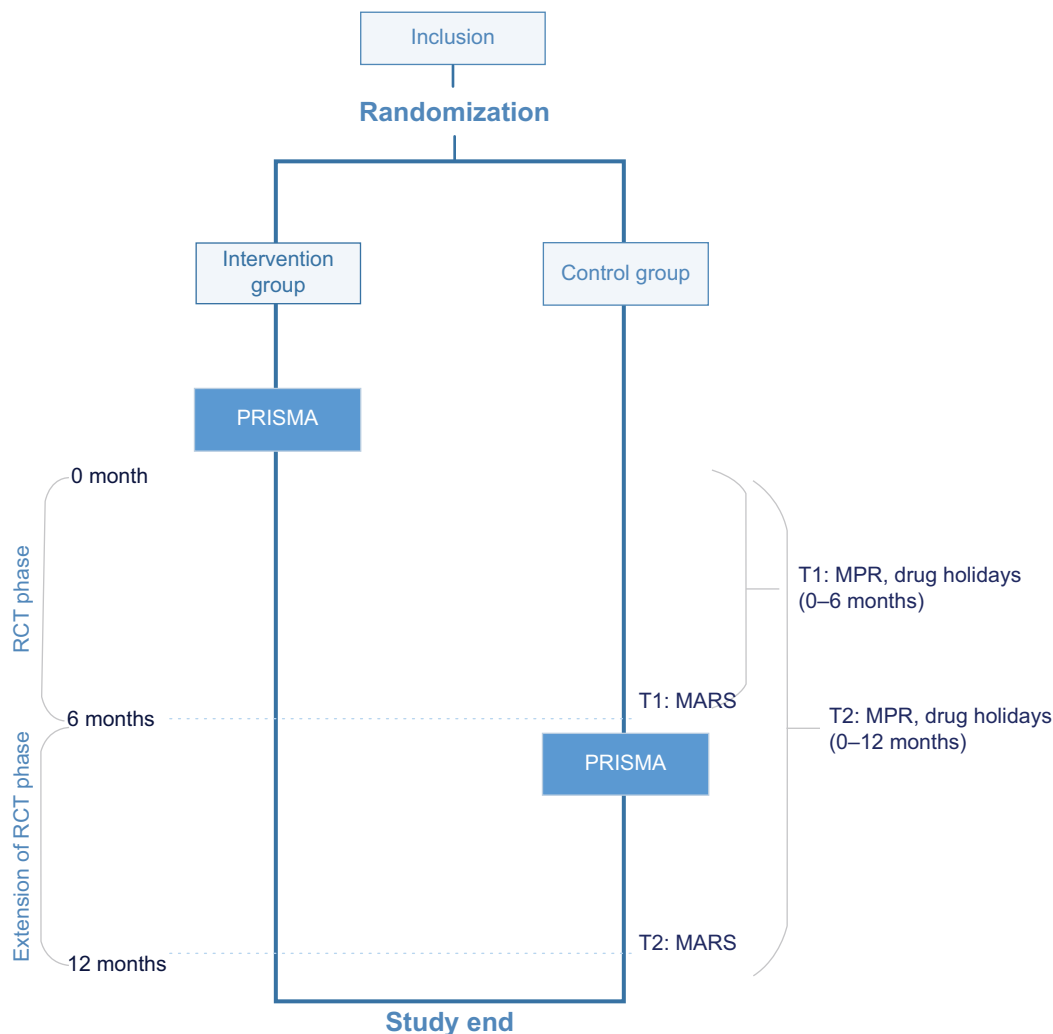 Inclusion
Randomization
Intervention
group
Control group
PRISMA
0 month
RCT phase
T1: MPR, drug holidays
(0–6 months)
T1: MARS
6 months
T2: MPR, drug holidays
(0–12 months)
PRISMA
Extension of RCT phase
T2: MARS
12 months
Study end